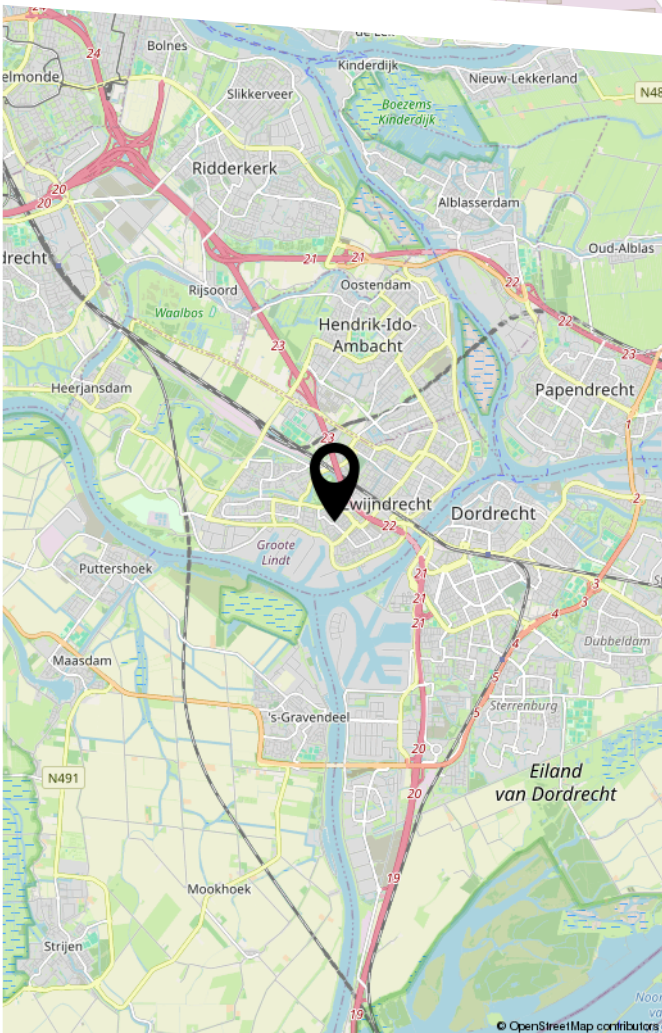 24
Bolnes
Kinderdijk
Nieuw-Lekkerland
24
elmonde
Slikkerveer
N48
Boezems
Kinderdijk
Ridderkerk
20
20
Alblasserdam
drecht
21
21
Oud-Alblas
Rijsoord
Oostendam
22
Waalbos
22
Hendrik-Ido-
Ambacht
23
23
Heerjansdam
Papendrecht
1
23
2
Zwijndrecht
Dordrecht
22
Groote
Lindt
Puttershoek
21
21
21
3
3
4
4
Dubbeldam
Maasdam
5
Sterrenburg
5
's-Gravendeel
20
N491
Eiland
van Dordrecht
20
19
Mookhoek
Strijen
19
© OpenStreetMap contributors